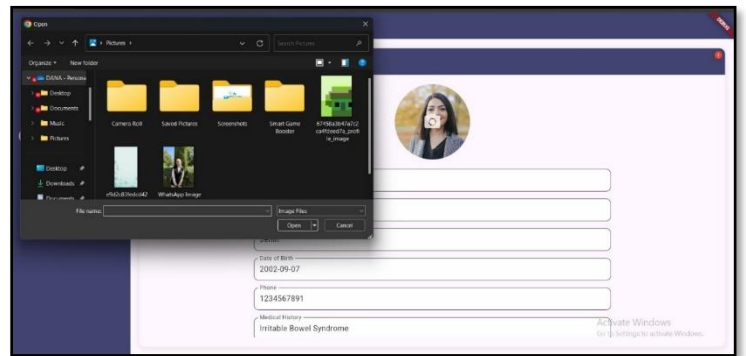 Open
DEBUG
Pictures
Search Pictures
Organize
New folder
DANA - Persona
Desktop
Documents
Music
Pictures
Desktop
Downloads
Documents
Camera Roll
Saved Pictures
Screenshots
Smart Game
Booster
le_image
WhatsApp Image
File name:
Image Files
Open
Cancel
Date of Birth
2002-09-07
Phone
1234567891
Medical History
Irritable Bowel Syndrome
Activate Windows
Go to Settings to activate Windows.